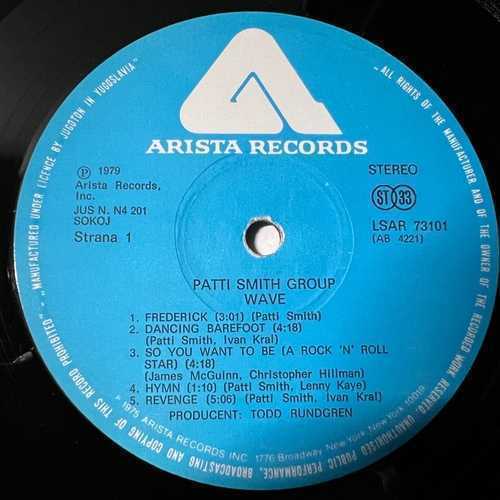 ARISTA RECORDS
℗ 1979
Arista Records,
Inc.
JUS N. N4 201
SOKOJ
Strana 1
STEREO
ST 33
LSAR 73101
(AB 4221)
PATTI SMITH GROUP
WAVE
1. FREDERICK (3:01) (Patti Smith)
2. DANCING BAREFOOT (4:18)
(Patti Smith, Ivan Kral)
3. SO YOU WANT TO BE (A ROCK 'N' ROLL
STAR) (4:18)
(James McGuinn, Christopher Hillman)
4. HYMN (1:10) (Patti Smith, Lenny Kaye)
5. REVENGE (5:06) (Patti Smith, Ivan Kral)
PRODUCER: TODD RUNDGREN
℗ 1975 ARISTA RECORDS INC. 1776 Broadway, New York, New York 10019
"MANUFACTURED UNDER LICENCE BY JUGOTON IN YUGOSLAVIA"
"ALL RIGHTS OF THE MANUFACTURER AND OF THE OWNER OF THE RECORDED WORK RESERVED. UNAUTHORISED PUBLIC PERFORMANCE, BROADCASTING AND COPYING OF THIS RECORD PROHIBITED"